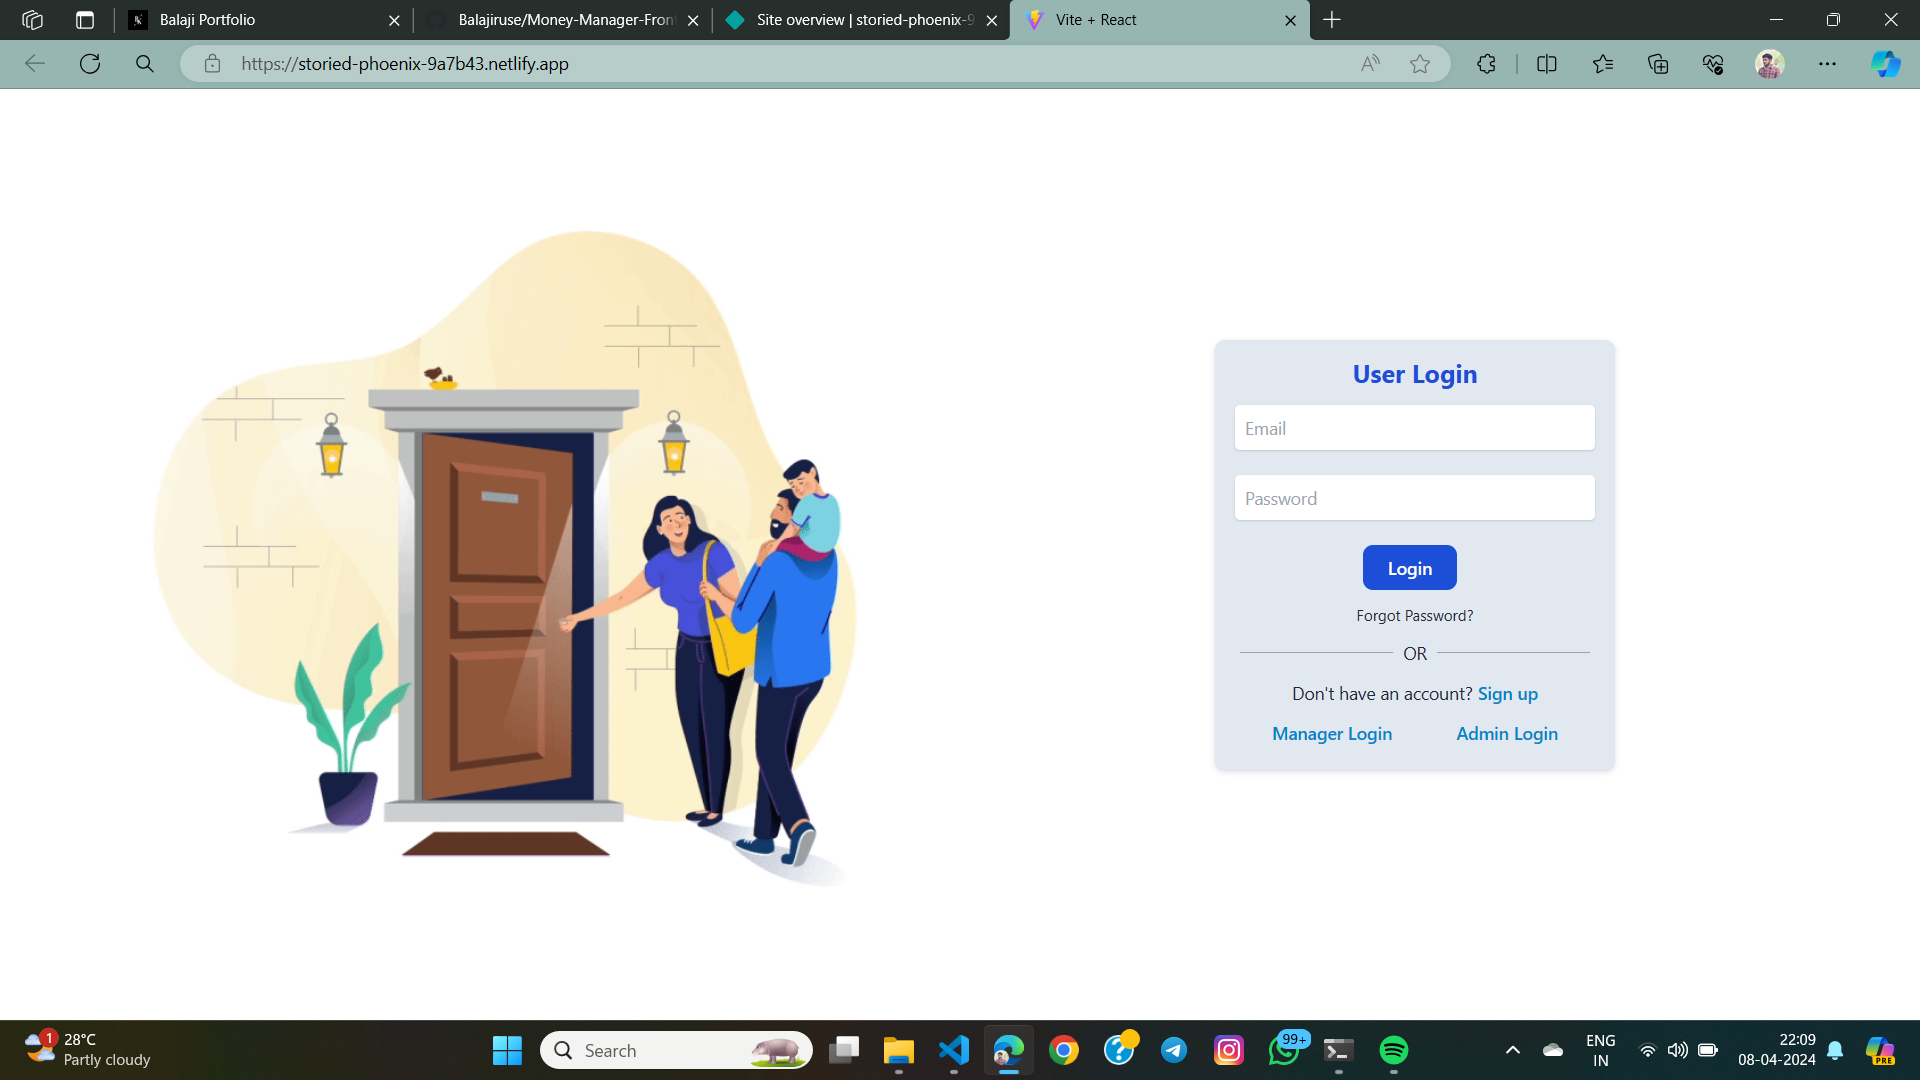 Balaji Portfolio
Balajiruse/Money-Manager-Fron
Site overview | storied-phoenix-9
Vite + React
https://storied-phoenix-9a7b43.netlify.app
User Login
Email
Password
Login
Forgot Password?
OR
Don't have an account? Sign up
Manager Login Admin Login
1
28°C
Partly cloudy
Search
99+
ENG
IN
22:09
08-04-2024
PRE